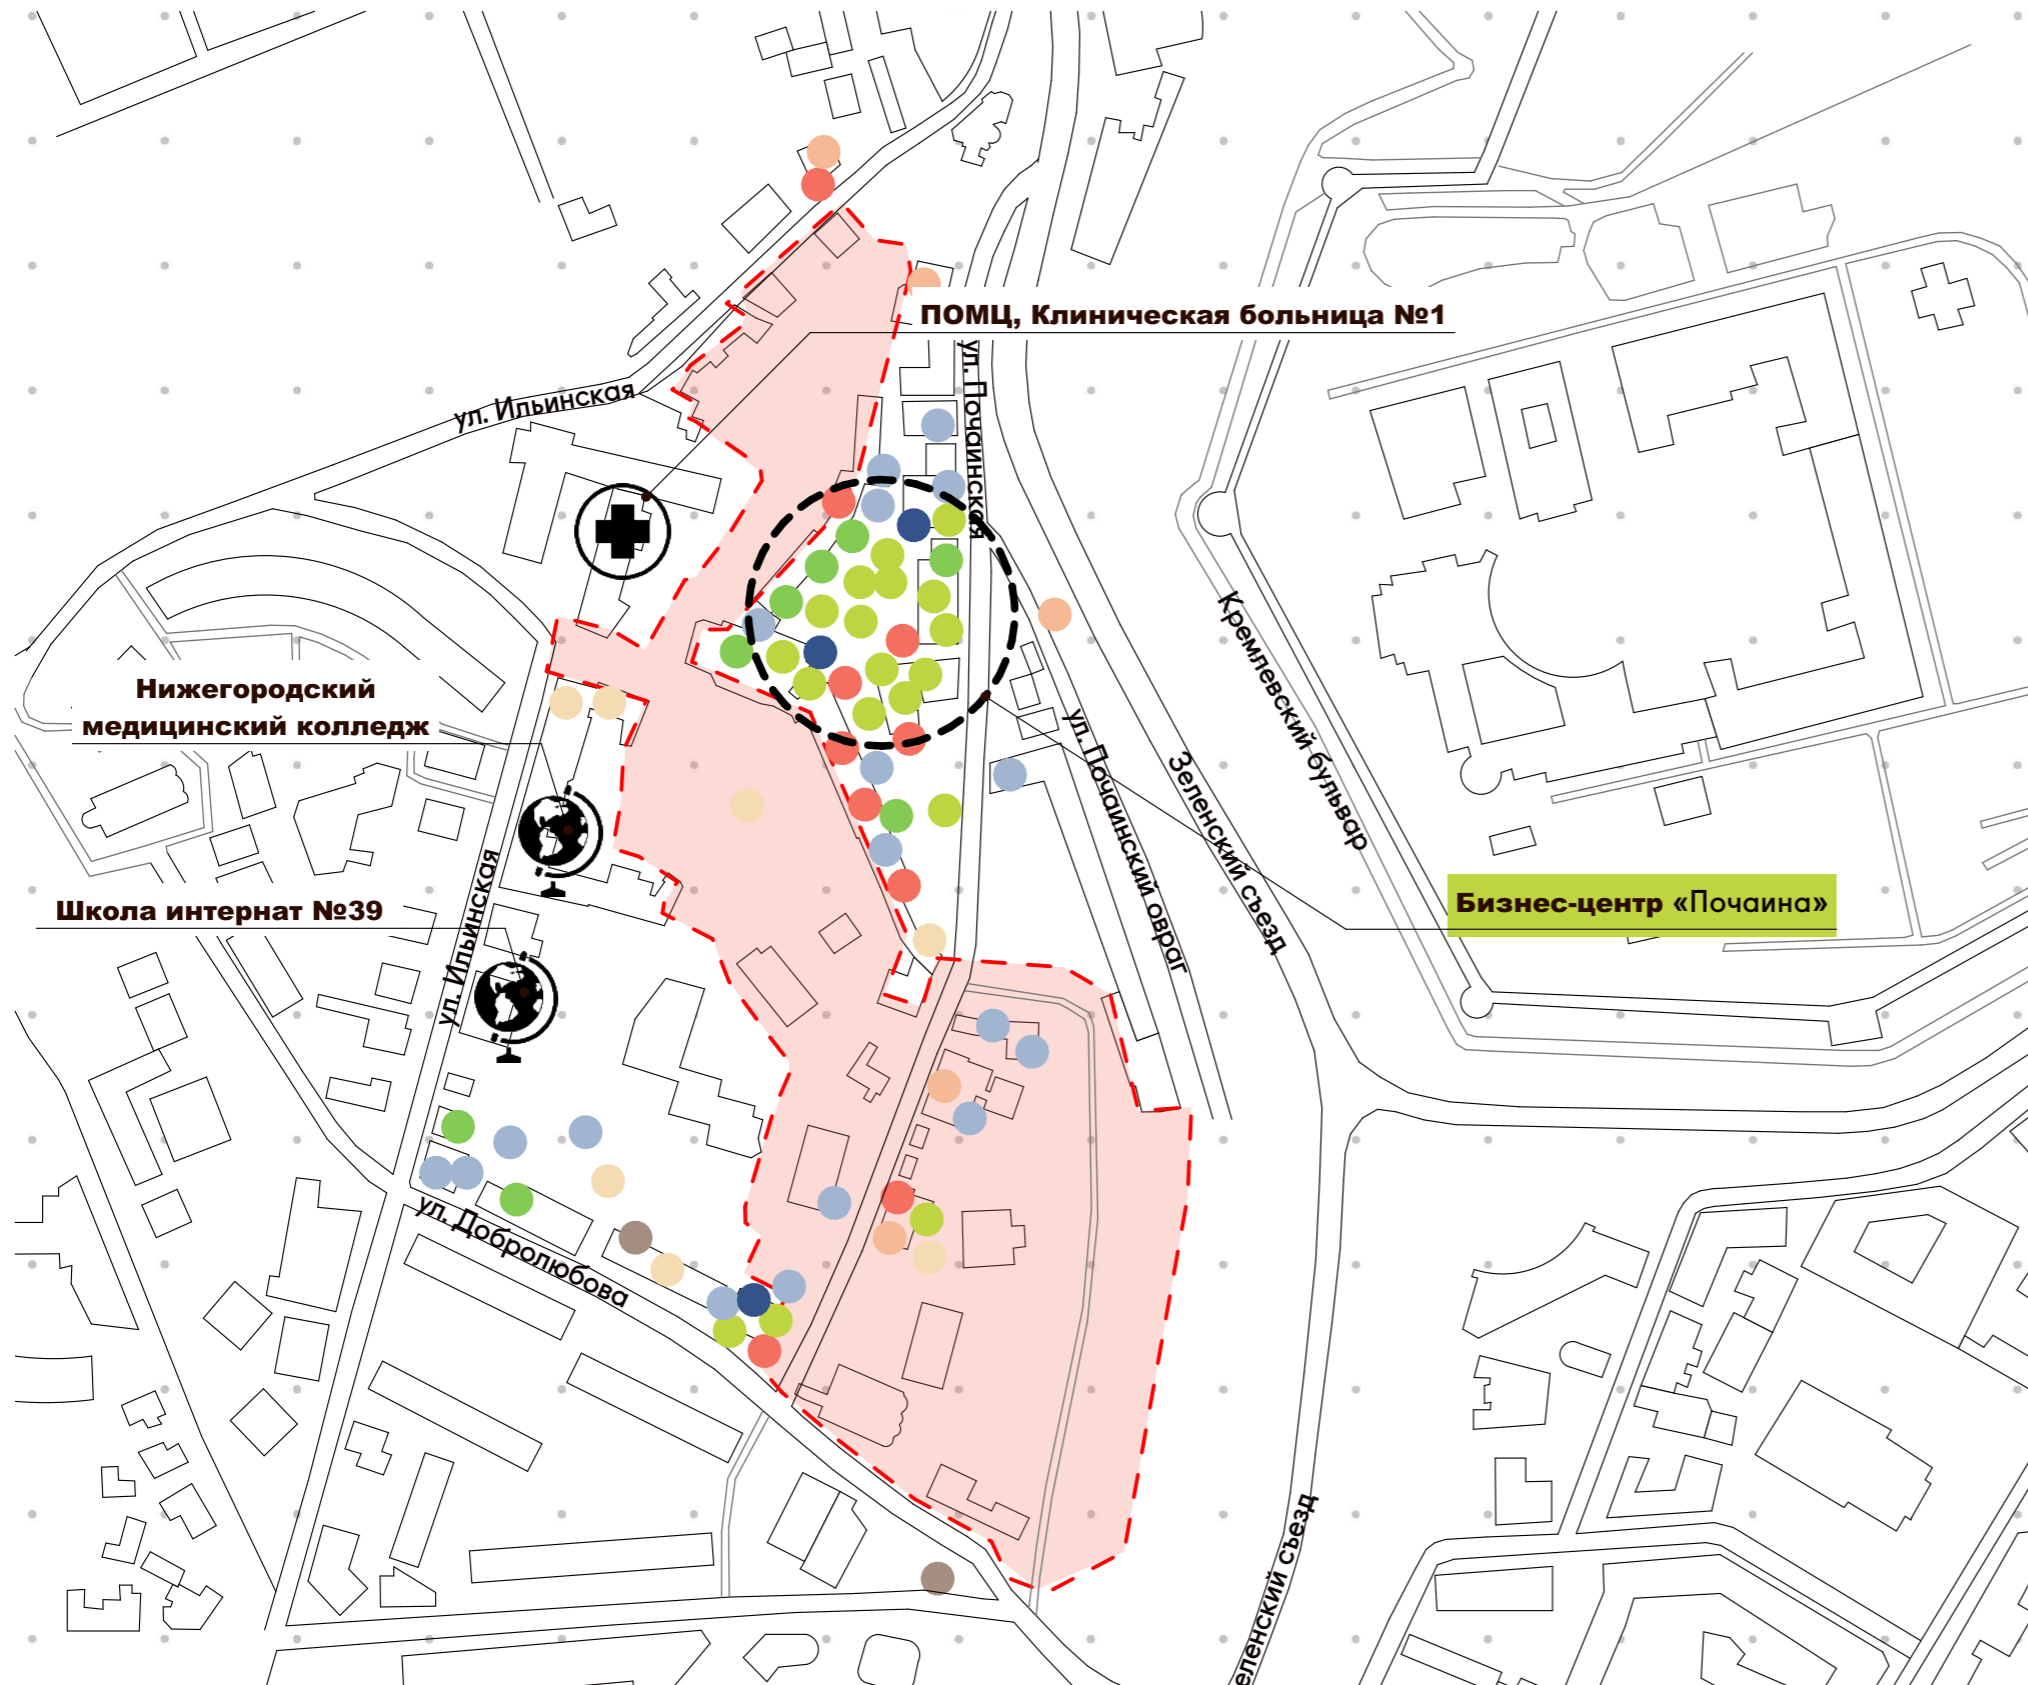 ПОМЦ, Клиническая больница №1
ул. Ильинская
ул. Почаинская
Нижегородский
медицинский колледж
Кремлевский бульвар
ул. Почаинский овраг
Зеленский съезд
Школа интернат №39
ул. Ильинская
Бизнес-центр «Почаина»
ул. Добролюбова
еленский съезд